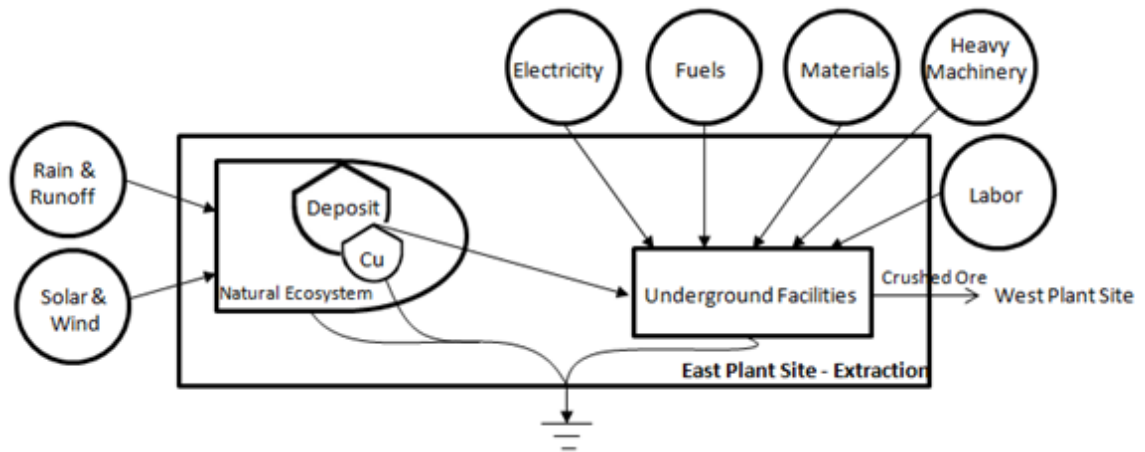 Electricity
Fuels
Materials
Heavy
Machinery
Rain &
Runoff
Deposit
Labor
Cu
Solar &
Wind
Natural Ecosystem
Underground Facilities
Crushed Ore
West Plant Site
East Plant Site - Extraction